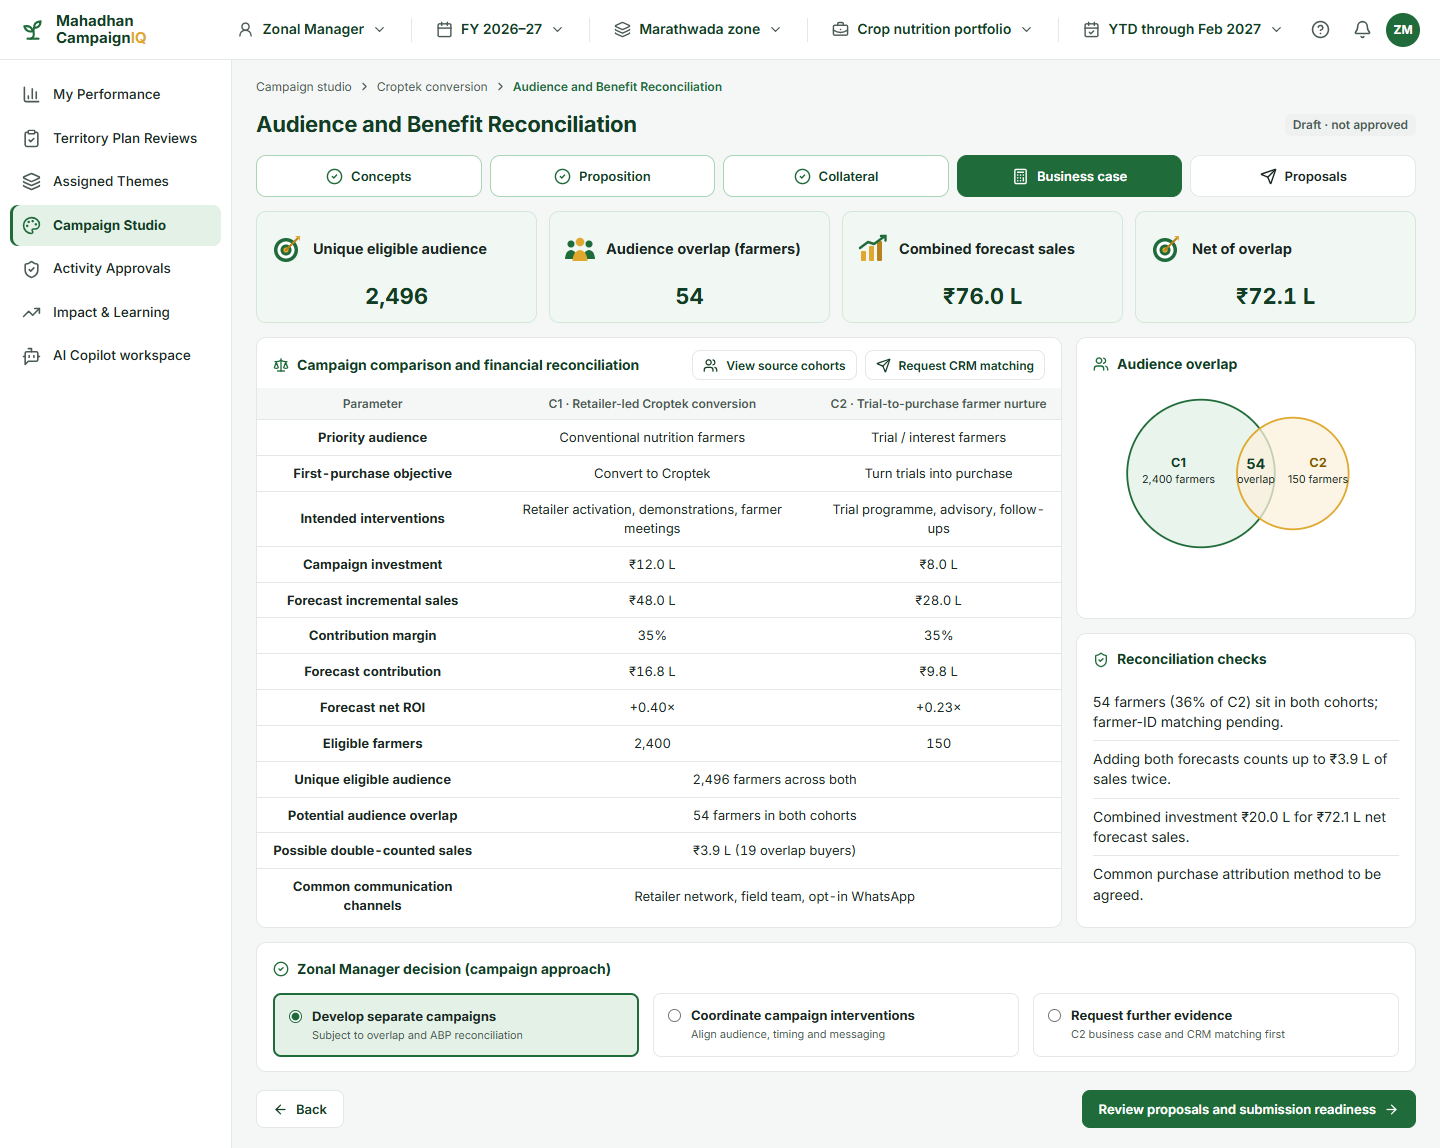 Mahadhan
CampaignIQ
Zonal Manager
FY 2026–27
Marathwada zone
Crop nutrition portfolio
YTD through Feb 2027
ZM
My Performance
Territory Plan Reviews
Assigned Themes
Campaign Studio
Activity Approvals
Impact & Learning
AI Copilot workspace
Campaign studio > Croptek conversion > Audience and Benefit Reconciliation
Audience and Benefit Reconciliation
Draft · not approved
Concepts
Proposition
Collateral
Business case
Proposals
Unique eligible audience
2,496
Audience overlap (farmers)
54
Combined forecast sales
₹76.0 L
Net of overlap
₹72.1 L
Campaign comparison and financial reconciliation
View source cohorts
Request CRM matching
Parameter C1 · Retailer-led Croptek conversion C2 · Trial-to-purchase farmer nurture
Priority audience Conventional nutrition farmers Trial / interest farmers
First-purchase objective Convert to Croptek Turn trials into purchase
Intended interventions Retailer activation, demonstrations, farmer meetings Trial programme, advisory, follow-ups
Campaign investment ₹12.0 L ₹8.0 L
Forecast incremental sales ₹48.0 L ₹28.0 L
Contribution margin 35% 35%
Forecast contribution ₹16.8 L ₹9.8 L
Forecast net ROI +0.40× +0.23×
Eligible farmers 2,400 150
Unique eligible audience 2,496 farmers across both
Potential audience overlap 54 farmers in both cohorts
Possible double-counted sales ₹3.9 L (19 overlap buyers)
Common communication channels Retailer network, field team, opt-in WhatsApp
Audience overlap
C1
2,400 farmers
54
overlap
C2
150 farmers
Reconciliation checks
54 farmers (36% of C2) sit in both cohorts;
farmer-ID matching pending.
Adding both forecasts counts up to ₹3.9 L of
sales twice.
Combined investment ₹20.0 L for ₹72.1 L net
forecast sales.
Common purchase attribution method to be
agreed.
Zonal Manager decision (campaign approach)
Develop separate campaigns
Subject to overlap and ABP reconciliation
Coordinate campaign interventions
Align audience, timing and messaging
Request further evidence
C2 business case and CRM matching first
Back
Review proposals and submission readiness